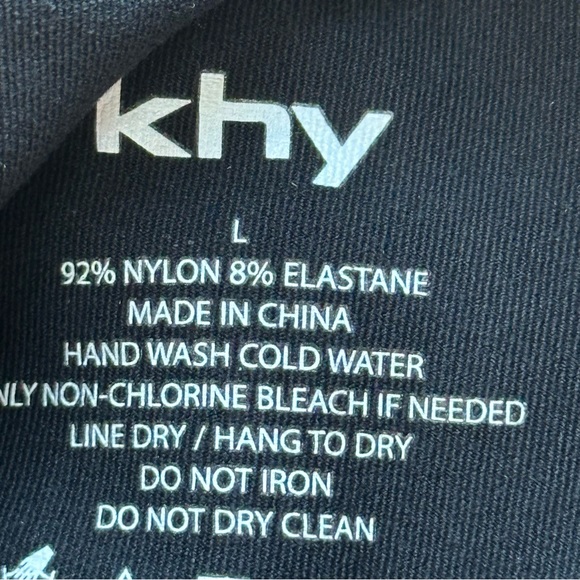 khy
L
92% NYLON 8% ELASTANE
MADE IN CHINA
HAND WASH COLD WATER
NLY NON-CHLORINE BLEACH IF NEEDED
LINE DRY / HANG TO DRY
DO NOT IRON
DO NOT DRY CLEAN